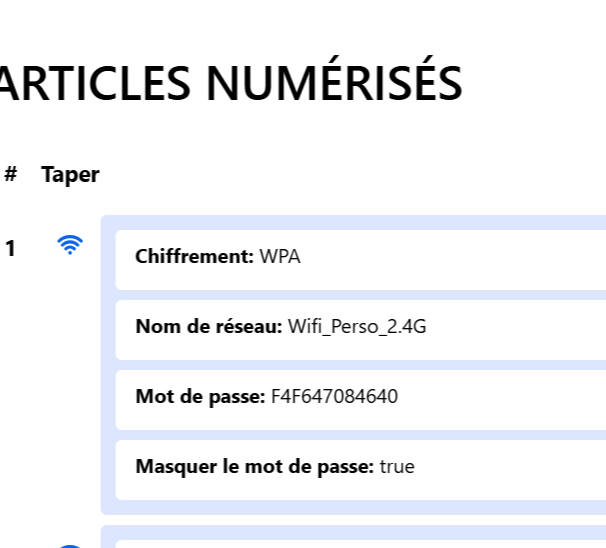 ARTICLES NUMÉRISÉS
# Taper
1
Chiffrement: WPA
Nom de réseau: Wifi_Perso_2.4G
Mot de passe: F4F647084640
Masquer le mot de passe: true